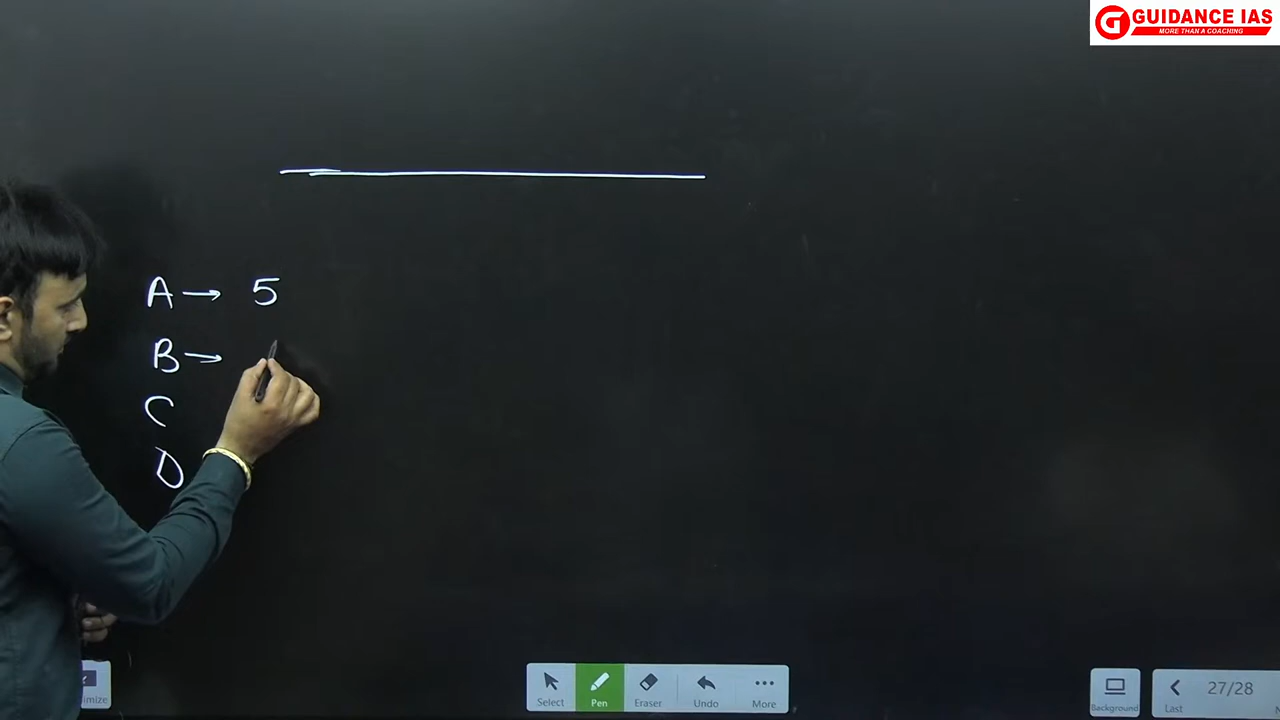 GUIDANCE IAS
MORE THAN A COACHING
A → 5
B →
C
D
Select
Pen
Eraser
Undo
More
Background
Last
27/28